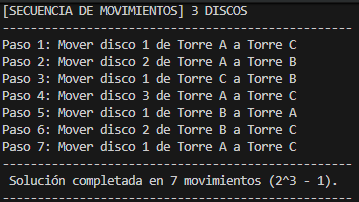 [SECUENCIA DE MOVIMIENTOS] 3 DISCOS
--------------------------------------------------
Paso 1: Mover disco 1 de Torre A a Torre C
Paso 2: Mover disco 2 de Torre A a Torre B
Paso 3: Mover disco 1 de Torre C a Torre B
Paso 4: Mover disco 3 de Torre A a Torre C
Paso 5: Mover disco 1 de Torre B a Torre A
Paso 6: Mover disco 2 de Torre B a Torre C
Paso 7: Mover disco 1 de Torre A a Torre C
--------------------------------------------------
Solución completada en 7 movimientos (2^3 - 1).
--------------------------------------------------